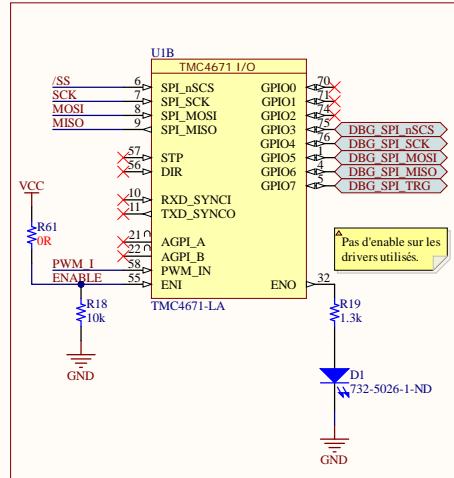 U1B
TMC4671 I/O
/SS 6 SPI_nSCS GPIO0 70
SCK 7 SPI_SCK GPIO1 71
MOSI 8 SPI_MOSI GPIO2 74
MISO 9 SPI_MISO GPIO3 75 DBG_SPI_nSCS
GPIO4 76 DBG_SPI_SCK
57 STP GPIO5 1 DBG_SPI_MOSI
56 DIR GPIO6 4 DBG_SPI_MISO
GPIO7 5 DBG_SPI_TRG
10 RXD_SYNCI
11 TXD_SYNCO
VCC
R61
0R
21 AGPI_A
22 AGPI_B
PWM_I 58 PWM_IN
ENABLE 55 ENI ENO 32
TMC4671-LA
Pas d'enable sur les
drivers utilisés.
R18
10k
GND
R19
1.3k
D1
732-5026-1-ND
GND